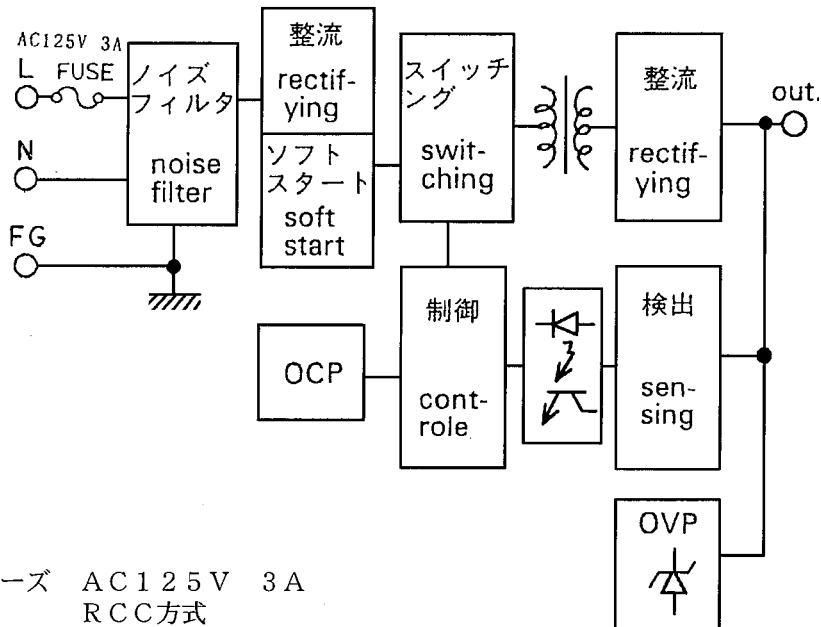 AC125V 3A
L FUSE
N
FG
ノイズ
フィルタ
noise
filter
整流
rectif-
ying
ソフト
スタート
soft
start
スイッチ
ング
swit-
ching
整流
rectif-
ying
out.
OCP
制御
cont-
role
検出
sen-
sing
OVP
ーズ AC125V 3A
RCC方式